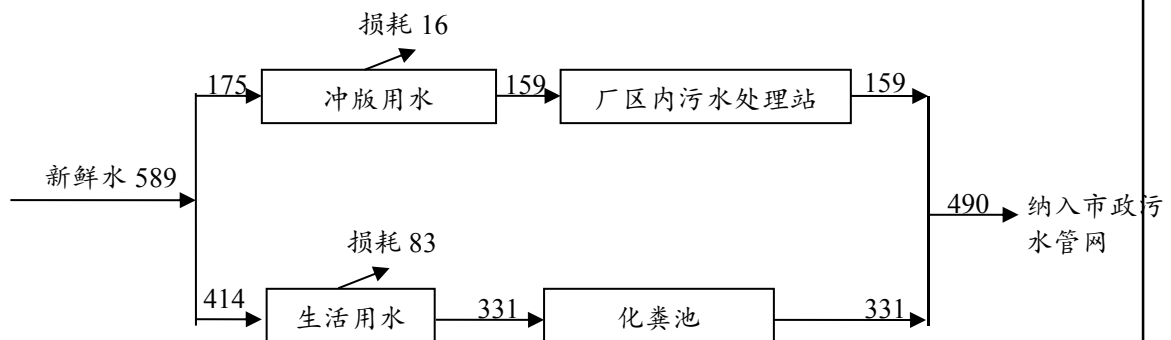 损耗 16
175
冲版用水
159
厂区内污水处理站
159
新鲜水 589
490
纳入市政污
水管网
损耗 83
414
生活用水
331
化粪池
331